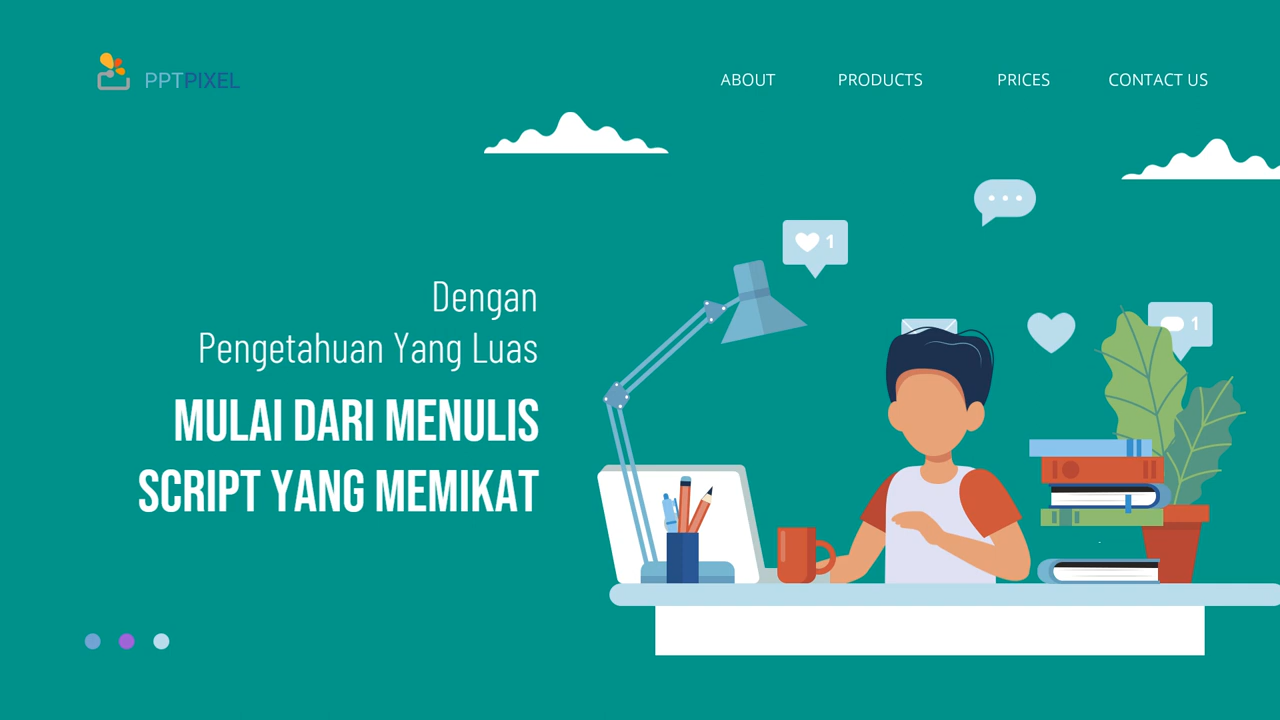 PPTPIXEL
ABOUT PRODUCTS PRICES CONTACT US
1
1
Dengan
Pengetahuan Yang Luas
MULAI DARI MENULIS
SCRIPT YANG MEMIKAT